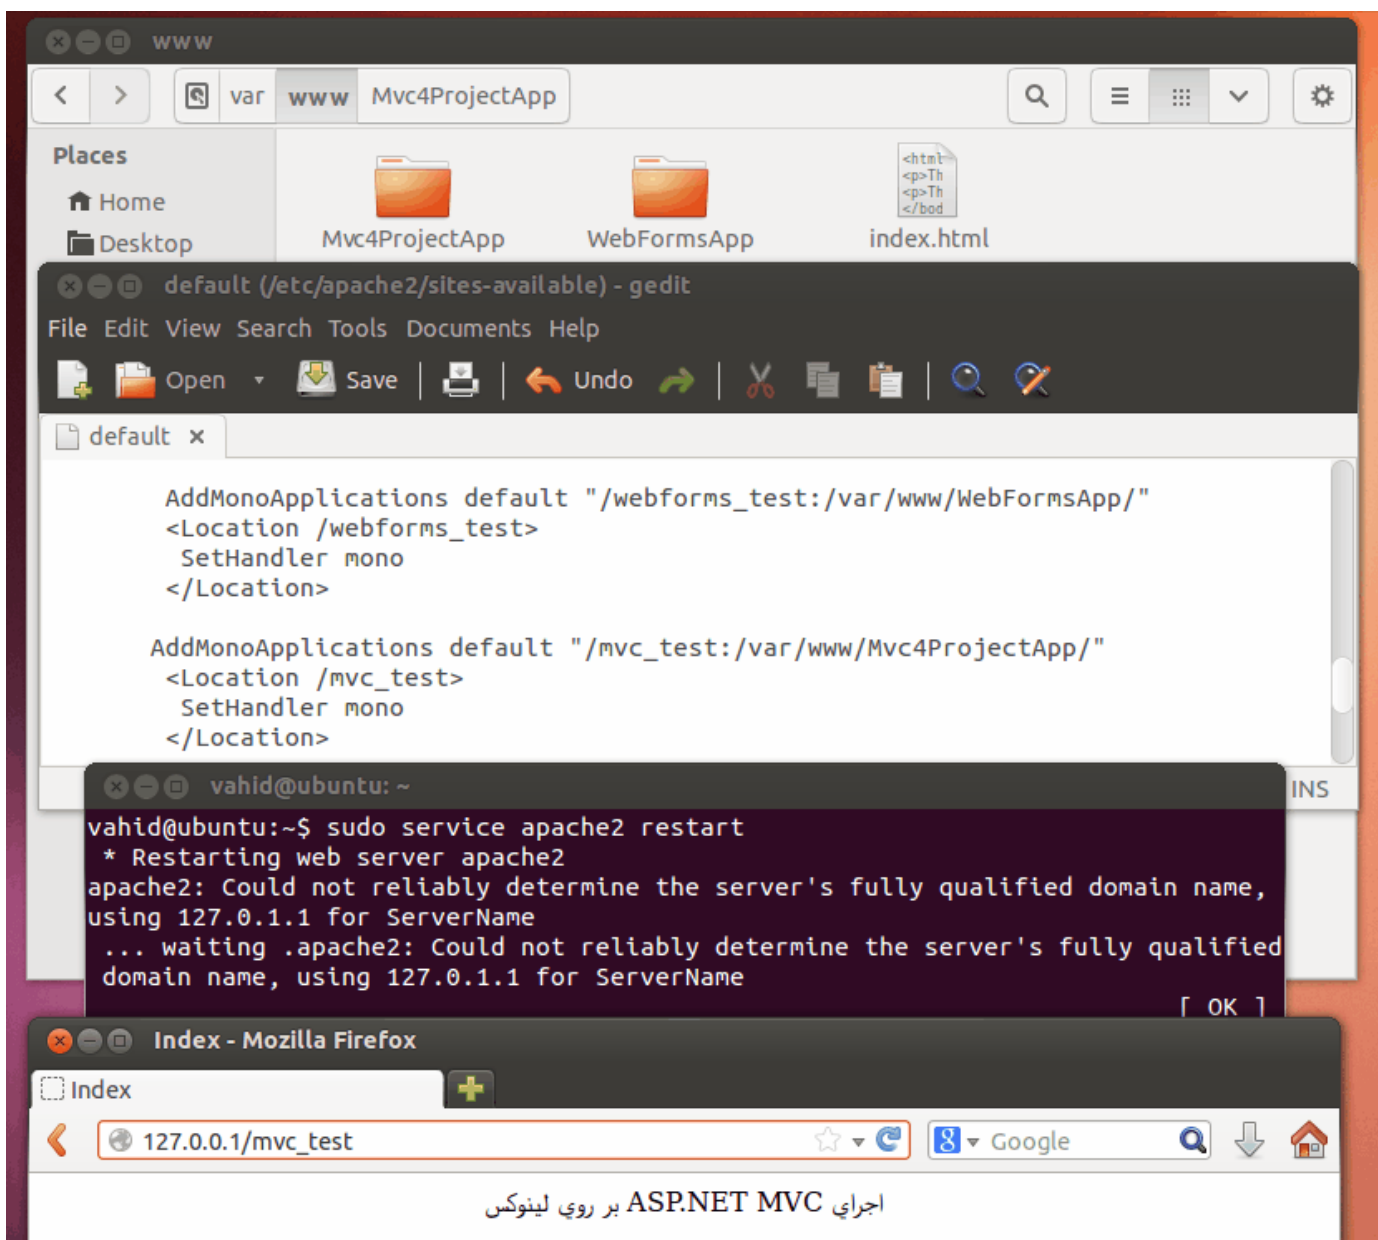 www
var www Mvc4ProjectApp
Places
Home
Desktop
<html
<p>Th
<p>Th
</bod
Mvc4ProjectApp WebFormsApp index.html
default (/etc/apache2/sites-available) - gedit
File Edit View Search Tools Documents Help
Open Save Undo
default
AddMonoApplications default "/webforms_test:/var/www/WebFormsApp/"
<Location /webforms_test>
SetHandler mono
</Location>
AddMonoApplications default "/mvc_test:/var/www/Mvc4ProjectApp/"
<Location /mvc_test>
SetHandler mono
</Location>
INS
vahid@ubuntu: ~
vahid@ubuntu:~$ sudo service apache2 restart
* Restarting web server apache2
apache2: Could not reliably determine the server's fully qualified domain name,
using 127.0.1.1 for ServerName
... waiting .apache2: Could not reliably determine the server's fully qualified
domain name, using 127.0.1.1 for ServerName
[ OK ]
Index - Mozilla Firefox
Index
127.0.0.1/mvc_test 8 Google
اجراي ASP.NET MVC بر روي لينوكس